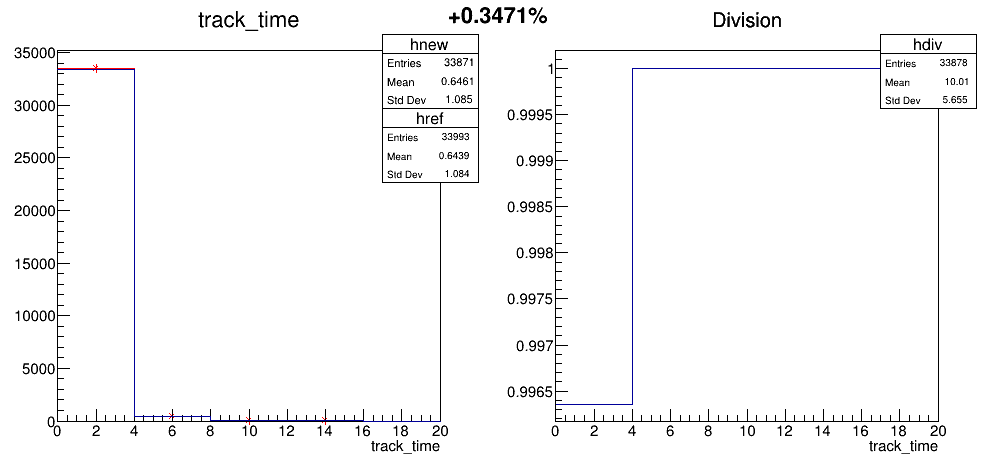 track_time
+0.3471%
Division
hnew
Entries 33871
Mean 0.6461
Std Dev 1.085
href
Entries 33993
Mean 0.6439
Std Dev 1.084
35000
30000
25000
20000
15000
10000
5000
0
0 2 4 6 8 10 12 14 16 18 20
track_time
hdiv
Entries 33878
Mean 10.01
Std Dev 5.655
1
0.9995
0.999
0.9985
0.998
0.9975
0.997
0.9965
0 2 4 6 8 10 12 14 16 18 20
track_time